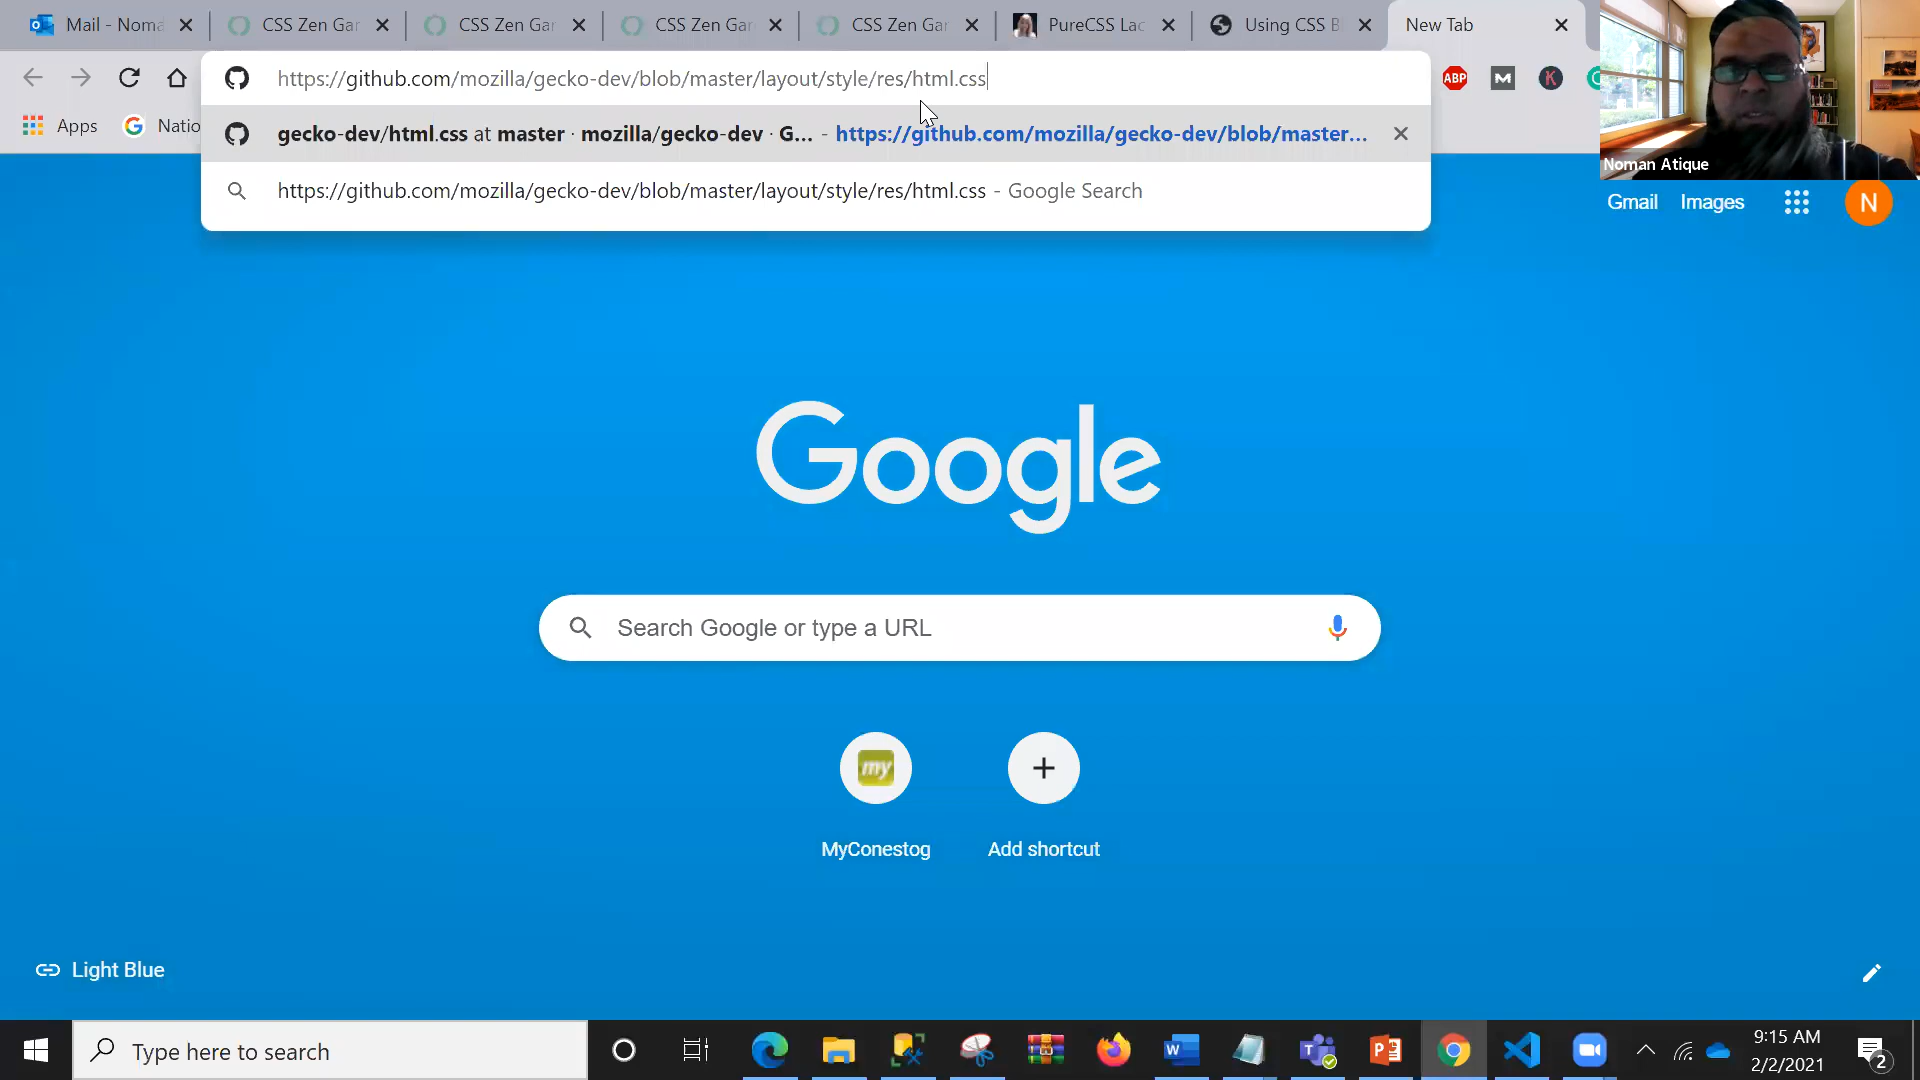 Mail - Noma
CSS Zen Gar
CSS Zen Gar
CSS Zen Gar
CSS Zen Gar
PureCSS Lac
Using CSS B
New Tab
https://github.com/mozilla/gecko-dev/blob/master/layout/style/res/html.css
ABP
M
K
Apps
Natio
gecko-dev/html.css at master · mozilla/gecko-dev · G... - https://github.com/mozilla/gecko-dev/blob/master...
https://github.com/mozilla/gecko-dev/blob/master/layout/style/res/html.css - Google Search
Noman Atique
Gmail
Images
N
Google
Search Google or type a URL
my
MyConestog
Add shortcut
Light Blue
Type here to search
9:15 AM
2/2/2021
2